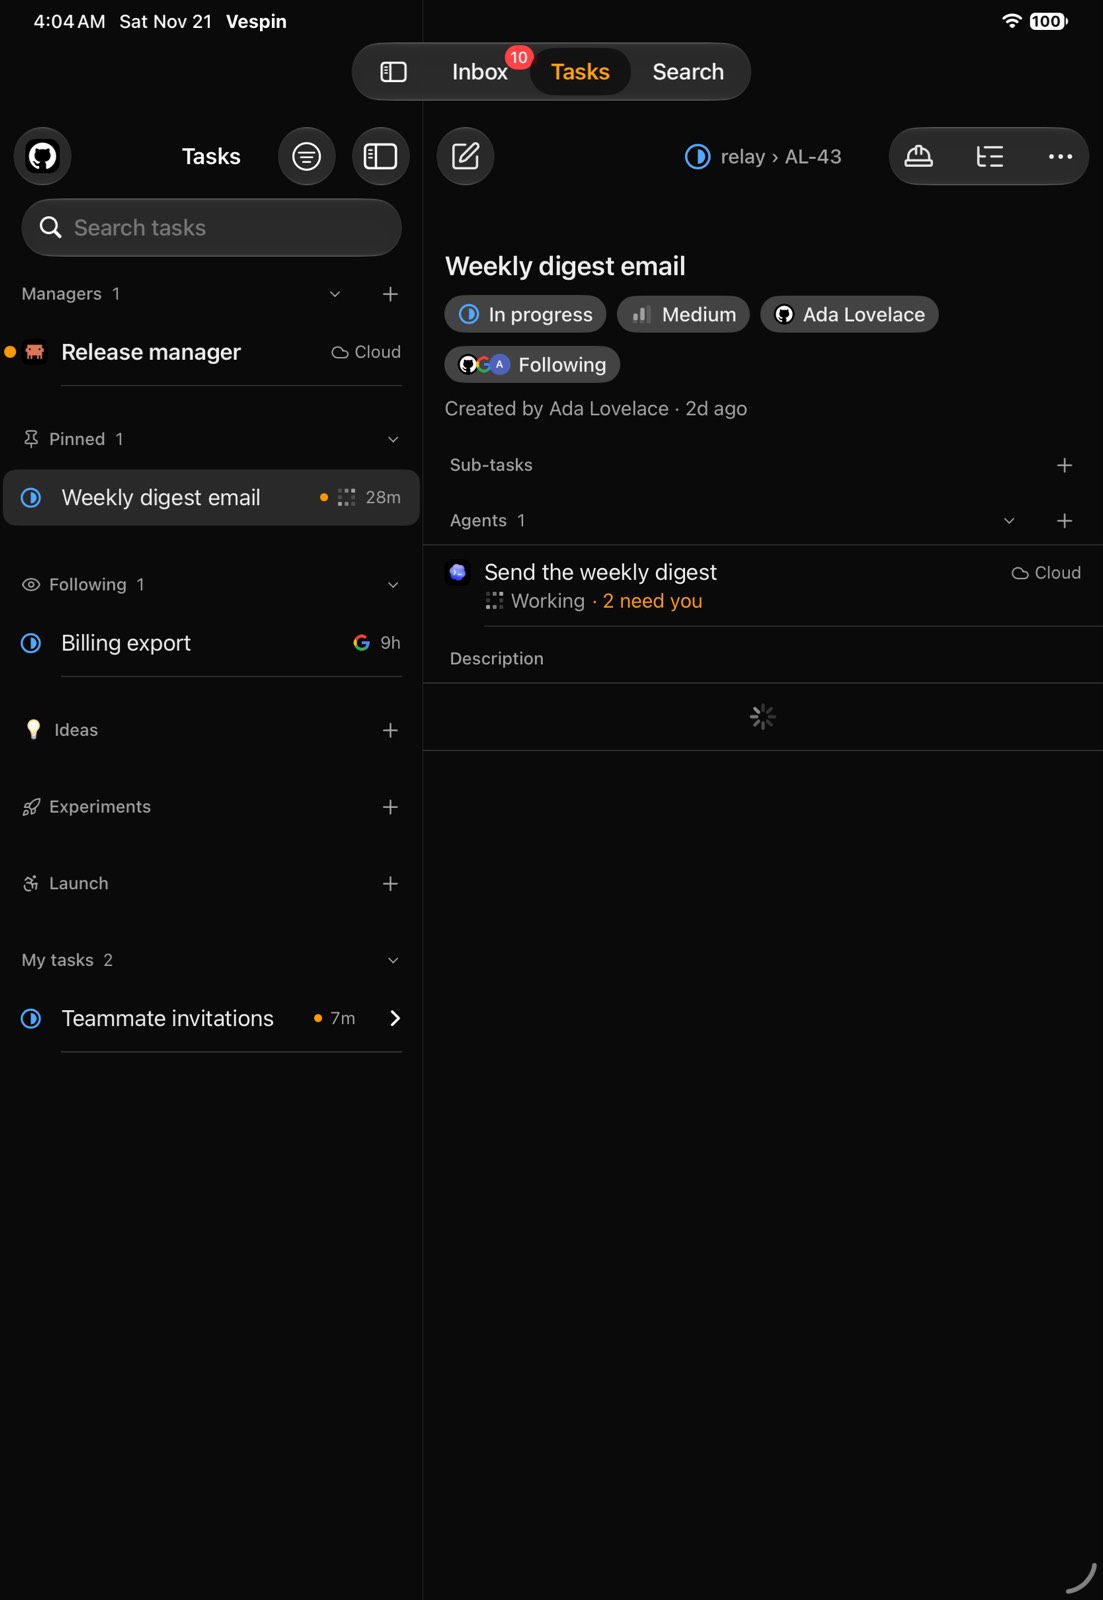 4:04 AM Sat Nov 21 Vespin
100
Inbox 10 Tasks Search
Tasks
Search tasks
Managers 1
Release manager Cloud
Pinned 1
Weekly digest email 28m
Following 1
Billing export 9h
Ideas
Experiments
Launch
My tasks 2
Teammate invitations 7m
relay › AL-43
Weekly digest email
In progress Medium Ada Lovelace
A Following
Created by Ada Lovelace · 2d ago
Sub-tasks
Agents 1
Send the weekly digest Cloud
Working · 2 need you
Description